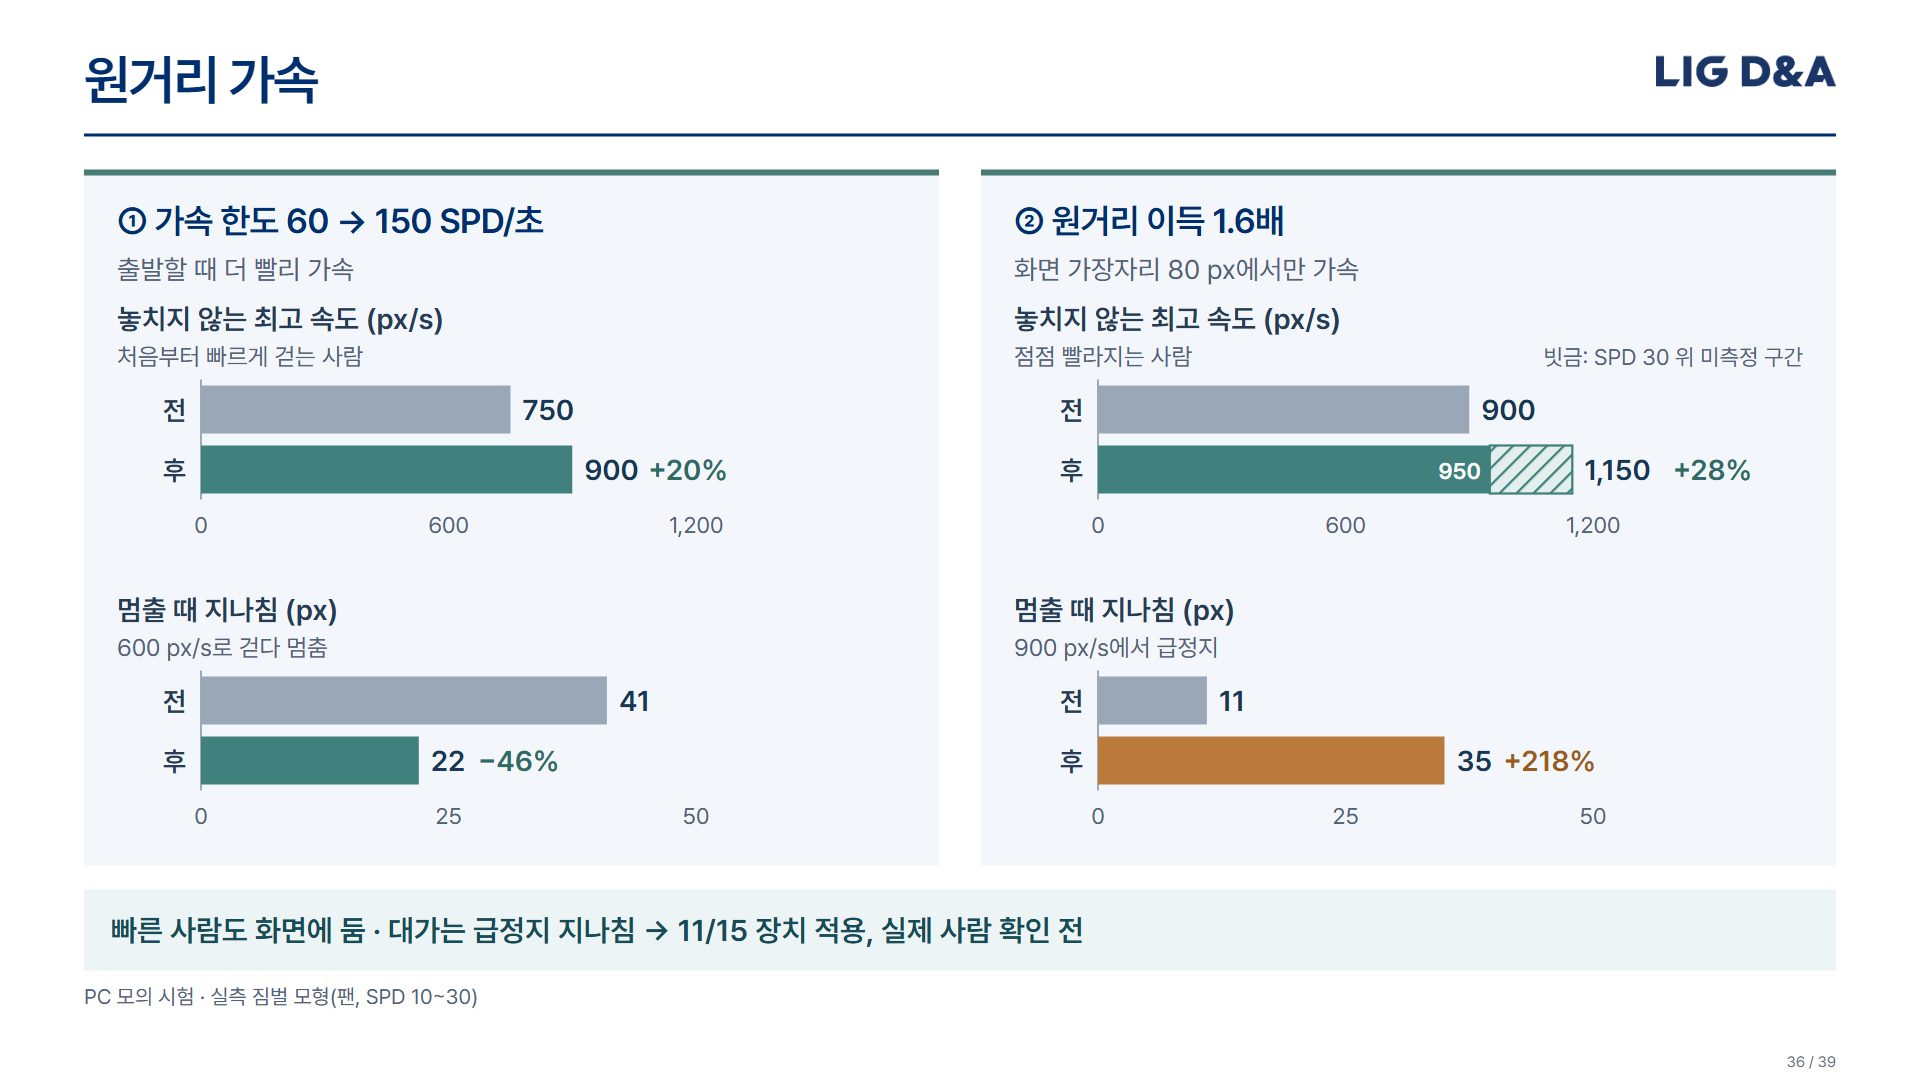 원거리 가속
LIG D&A
① 가속 한도 60 → 150 SPD/초
출발할 때 더 빨리 가속
놓치지 않는 최고 속도 (px/s)
처음부터 빠르게 걷는 사람
전 750
후 900 +20%
0 600 1,200
멈출 때 지나침 (px)
600 px/s로 걷다 멈춤
전 41
후 22 −46%
0 25 50
② 원거리 이득 1.6배
화면 가장자리 80 px에서만 가속
놓치지 않는 최고 속도 (px/s)
점점 빨라지는 사람 빗금: SPD 30 위 미측정 구간
전 900
후 950 1,150 +28%
0 600 1,200
멈출 때 지나침 (px)
900 px/s에서 급정지
전 11
후 35 +218%
0 25 50
빠른 사람도 화면에 둠 · 대가는 급정지 지나침 → 11/15 장치 적용, 실제 사람 확인 전
PC 모의 시험 · 실측 짐벌 모형(팬, SPD 10~30)
36 / 39